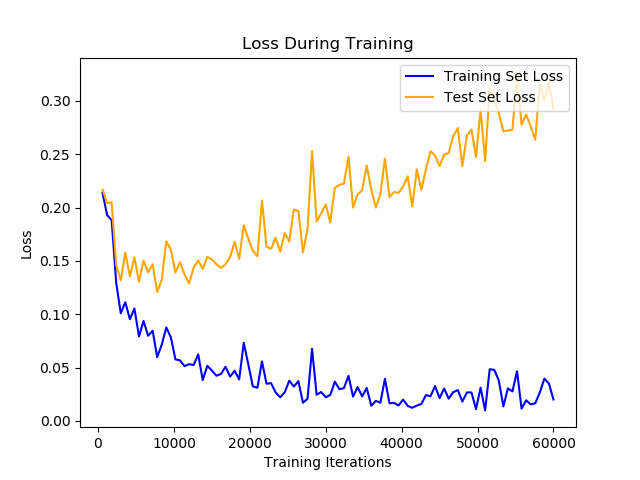 Loss During Training
Training Set Loss
Test Set Loss
Loss
0.30
0.25
0.20
0.15
0.10
0.05
0.00
0 10000 20000 30000 40000 50000 60000
Training Iterations